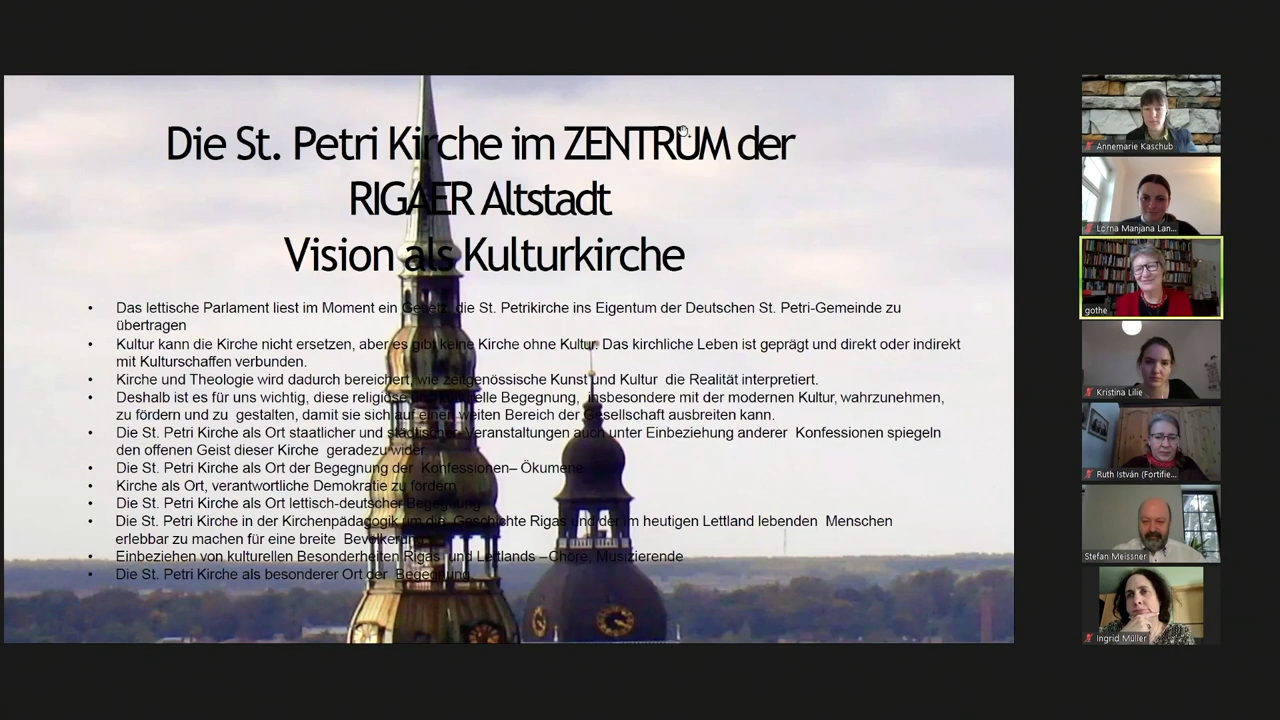 Die St. Petri Kirche im ZENTRUM der
RIGAER Altstadt
Vision als Kulturkirche
• Das lettische Parlament liest im Moment ein Gesetz, die St. Petrikirche ins Eigentum der Deutschen St. Petri-Gemeinde zu
übertragen
• Kultur kann die Kirche nicht ersetzen, aber es gibt keine Kirche ohne Kultur. Das kirchliche Leben ist geprägt und direkt oder indirekt
mit Kulturschaffen verbunden.
• Kirche und Theologie wird dadurch bereichert, wie zeitgenössische Kunst und Kultur die Realität interpretiert.
• Deshalb ist es für uns wichtig, diese religiöse Begegnung, insbesondere mit der modernen Kultur, wahrzunehmen,
zu fördern und zu gestalten, damit sie sich auf einen weiten Bereich der Gesellschaft ausbreiten kann.
• Die St. Petri Kirche als Ort staatlicher und städtischer Veranstaltungen auch unter Einbeziehung anderer Konfessionen spiegeln
den offenen Geist dieser Kirche geradezu wider.
• Die St. Petri Kirche als Ort der Begegnung der Konfessionen– Ökumene
• Kirche als Ort, verantwortliche Demokratie zu fördern
• Die St. Petri Kirche als Ort lettisch-deutscher Begegnung
• Die St. Petri Kirche in der Kirchenpädagogik um die Geschichte Rigas und der im heutigen Lettland lebenden Menschen
erlebbar zu machen für eine breite Bevölkerung
• Einbeziehen von kulturellen Besonderheiten Rigas und Lettlands –Chöre, Musizierende
• Die St. Petri Kirche als besonderer Ort der Begegnung
Annemarie Kaschub
Lorna Manjana Lan...
gothe
Kristina Lilie
Ruth István (Fortifie...
Stefan Meissner
Ingrid Müller